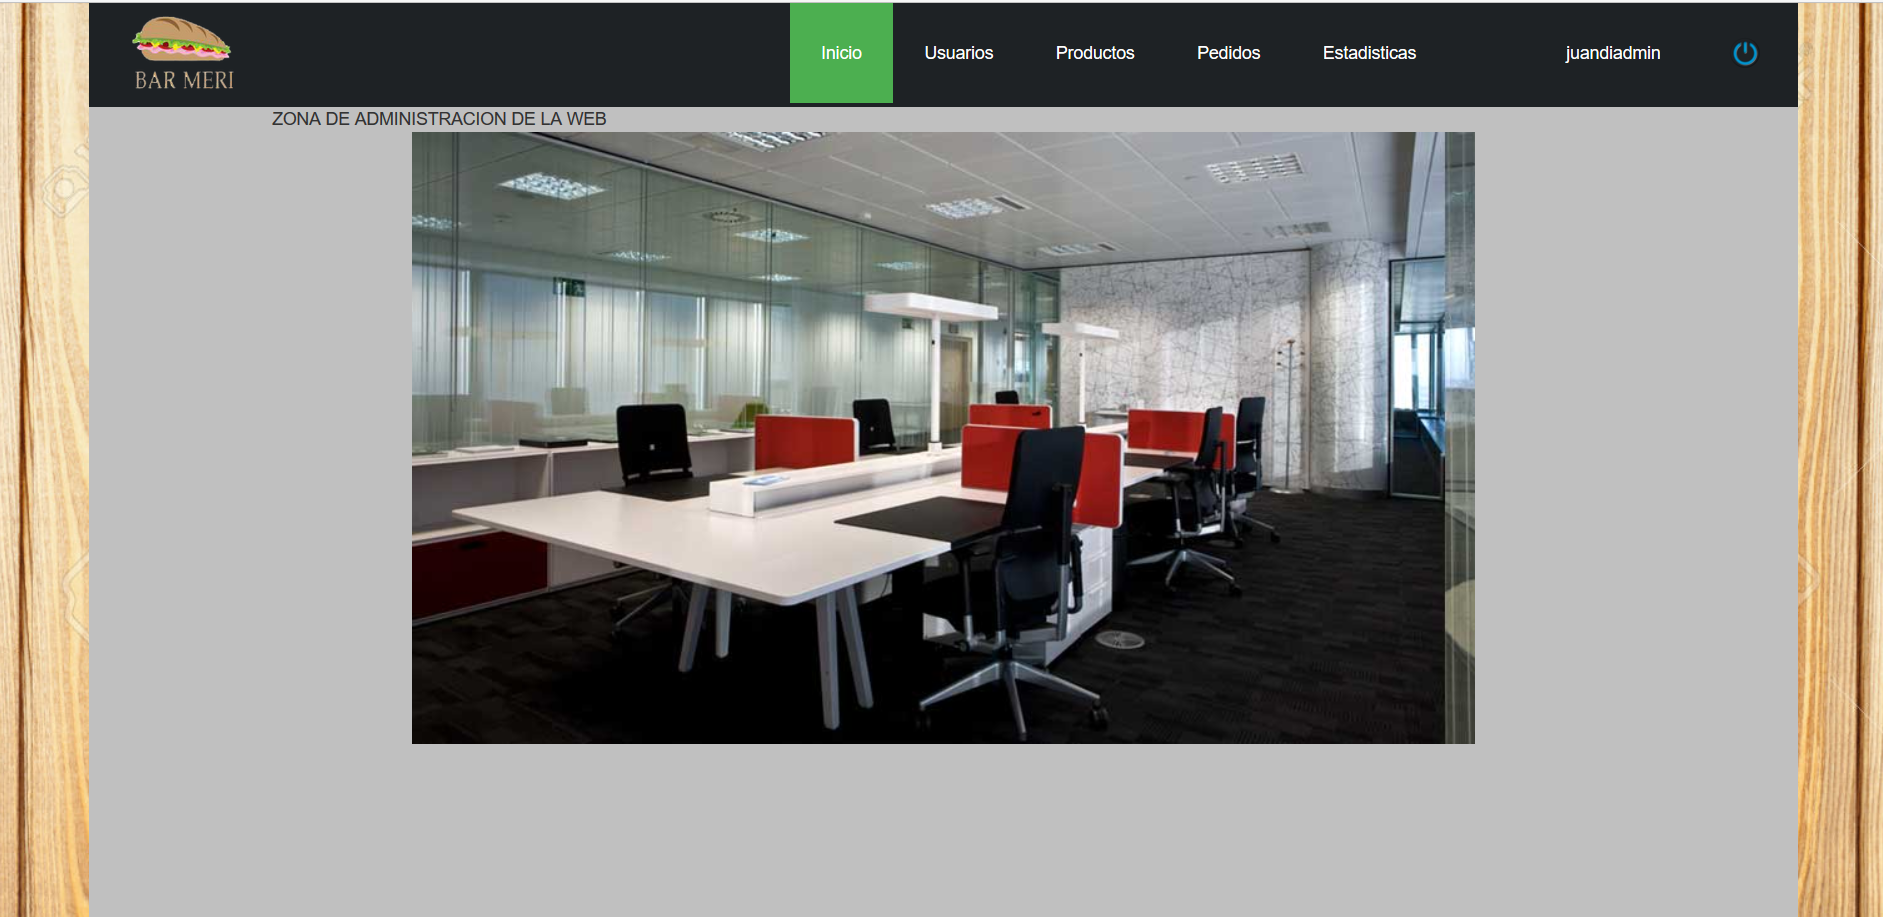 BAR MERI
Inicio Usuarios Productos Pedidos Estadisticas juandiadmin
ZONA DE ADMINISTRACION DE LA WEB